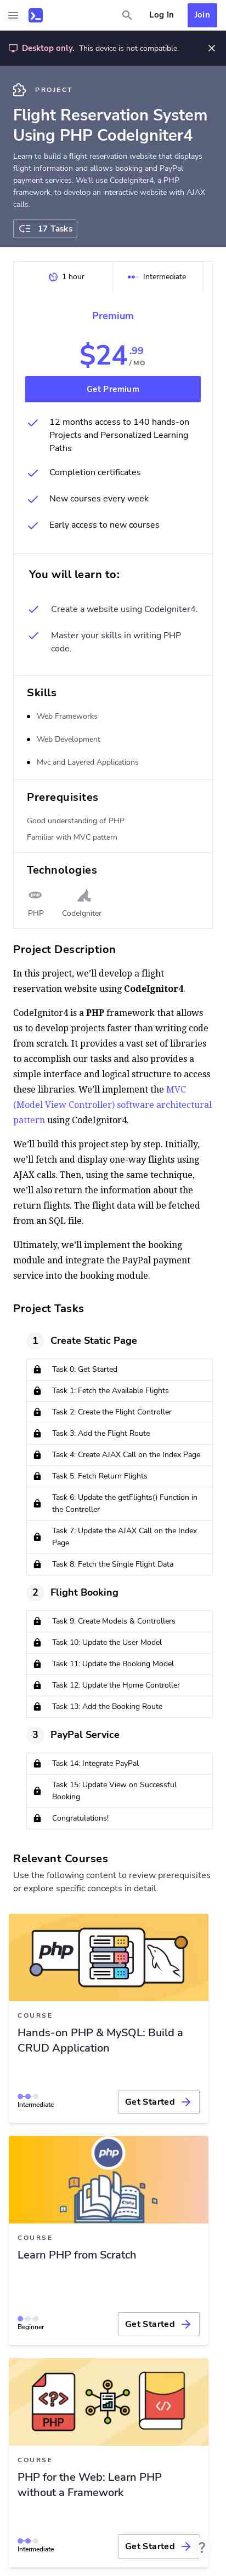 Log In
Join
Desktop only. This device is not compatible.
PROJECT
Flight Reservation System
Using PHP CodeIgniter4
Learn to build a flight reservation website that displays
flight information and allows users booking and PayPal
payment services. We'll use CodeIgniter4, a PHP
framework, to develop an interactive website with AJAX
calls.
17 Tasks
1 hour
Intermediate
Premium
$24.99
/ MO
Get Premium
12 months access to 140 hands-on
Projects and Personalized Learning
Paths
Completion certificates
New courses every week
Early access to new courses
You will learn to:
Create a website using CodeIgniter4.
Master your skills in writing PHP
code.
Skills
Web Frameworks
Web Development
Mvc and Layered Applications
Prerequisites
Good understanding of PHP
Familiar with MVC pattern
Technologies
PHP
CodeIgniter
Project Description
In this project, we'll develop a flight
reservation website using CodeIgnitor4.
CodeIgnitor4 is a PHP framework that allows
us to develop projects faster than writing code
from scratch. It provides a vast set of libraries
to accomplish our tasks and also provides a
simple interface and logical structure to access
these libraries. We'll implement the MVC
(Model View Controller) software architectural
pattern using CodeIgniter4.
We'll build this project step by step. Initially,
we'll fetch and display one-way flights using
AJAX calls. Then, using the same technique,
we'll also return the information about the
return flights. The flight data will be fetched
from an SQL file.
Ultimately, we'll implement the booking
module and integrate the PayPal payment
service into the booking module.
Project Tasks
1 Create Static Page
Task 0: Get Started
Task 1: Fetch the Available Flights
Task 2: Create the Flight Controller
Task 3: Add the Flight Route
Task 4: Create AJAX Call on the Index Page
Task 5: Fetch Return Flights
Task 6: Update the getFlights() Function in
the Controller
Task 7: Update the AJAX Call on the Index
Page
Task 8: Fetch the Single Flight Data
2 Flight Booking
Task 9: Create Models & Controllers
Task 10: Update the User Model
Task 11: Update the Booking Model
Task 12: Update the Home Controller
Task 13: Add the Booking Route
3 PayPal Service
Task 14: Integrate PayPal
Task 15: Update View on Successful
Booking
Congratulations!
Relevant Courses
Use the following content to review prerequisites
or explore specific concepts in detail.
php
COURSE
Hands-on PHP & MySQL: Build a
CRUD Application
Intermediate
Get Started
php
COURSE
Learn PHP from Scratch
Beginner
Get Started
PHP
COURSE
PHP for the Web: Learn PHP
without a Framework
Intermediate
Get Started
?